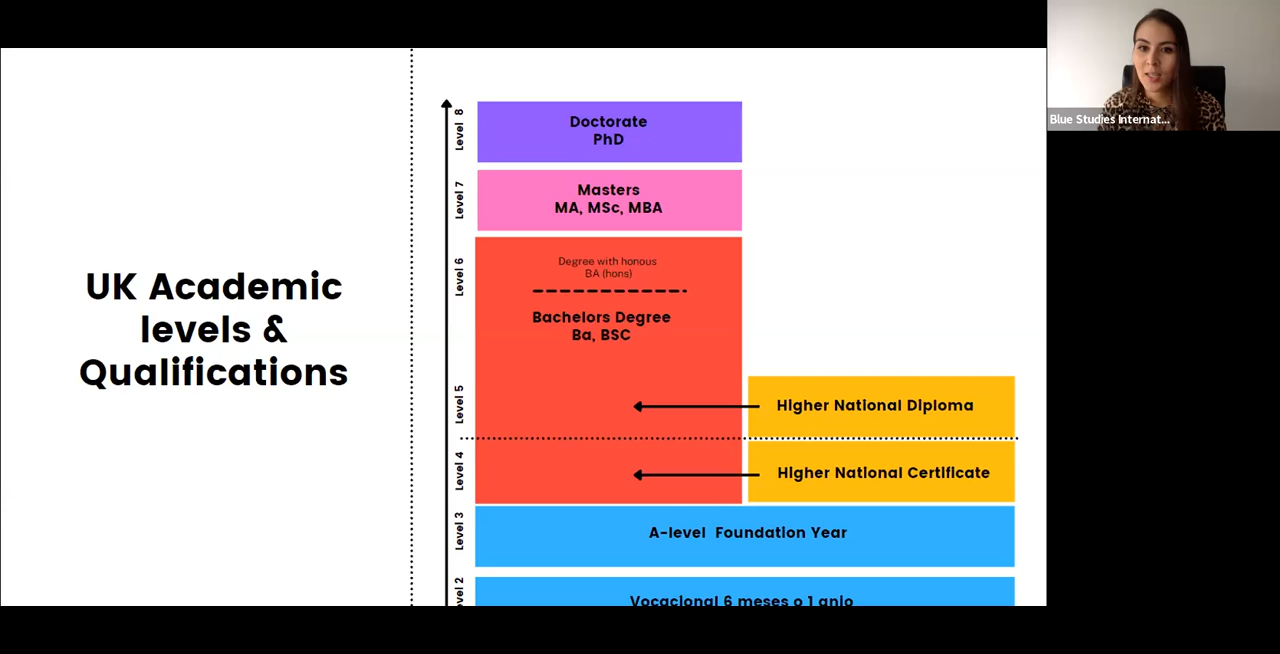 Blue Studies Internat...
UK Academic
levels &
Qualifications
Level 8
Doctorate
PhD
Level 7
Masters
MA, MSc, MBA
Level 6
Degree with honous
BA (hons)
Bachelors Degree
Ba, BSC
Level 5
Higher National Diploma
Level 4
Higher National Certificate
Level 3
A-level Foundation Year
evel 2
Vocacional 6 meses o 1 anio